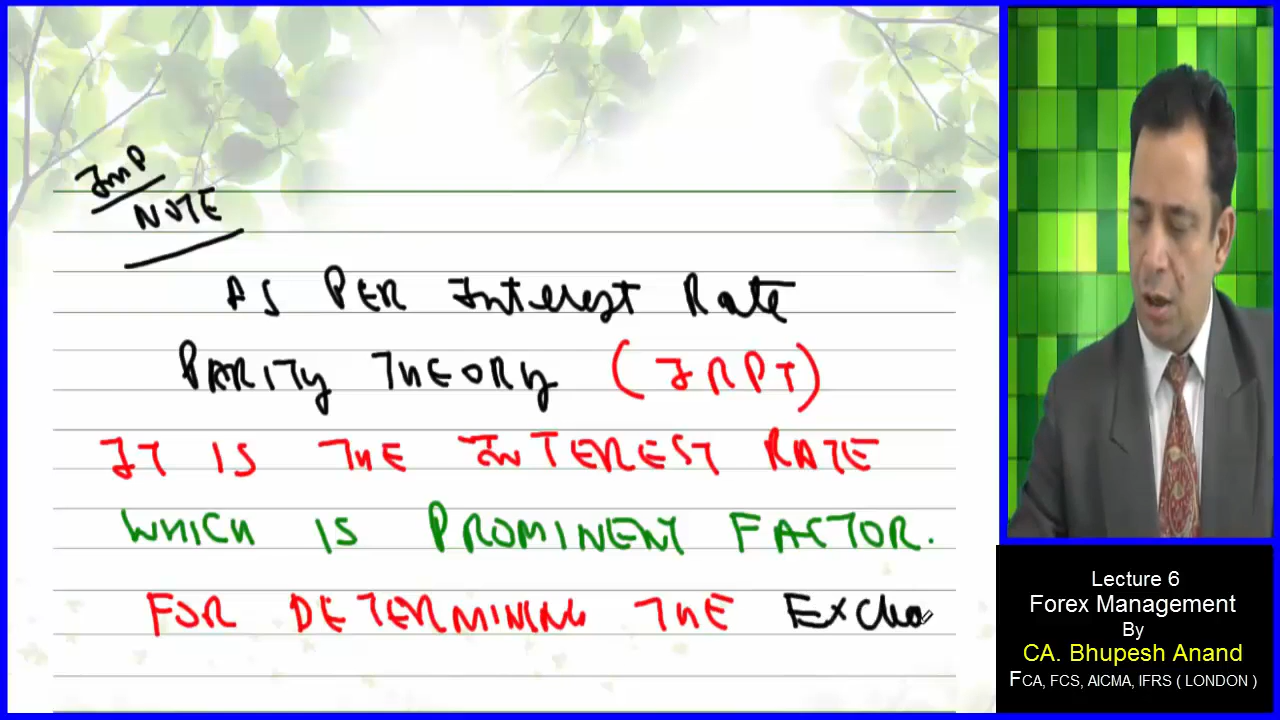 Imp
NOTE
AS PER Interest Rate
PARITY THEORY (IRPT)
IT IS THE INTEREST RATE
WHICH IS PROMINENT FACTOR.
FOR DETERMINING THE Excha
Lecture 6
Forex Management
By
CA. Bhupesh Anand
FCA, FCS, AICMA, IFRS ( LONDON )